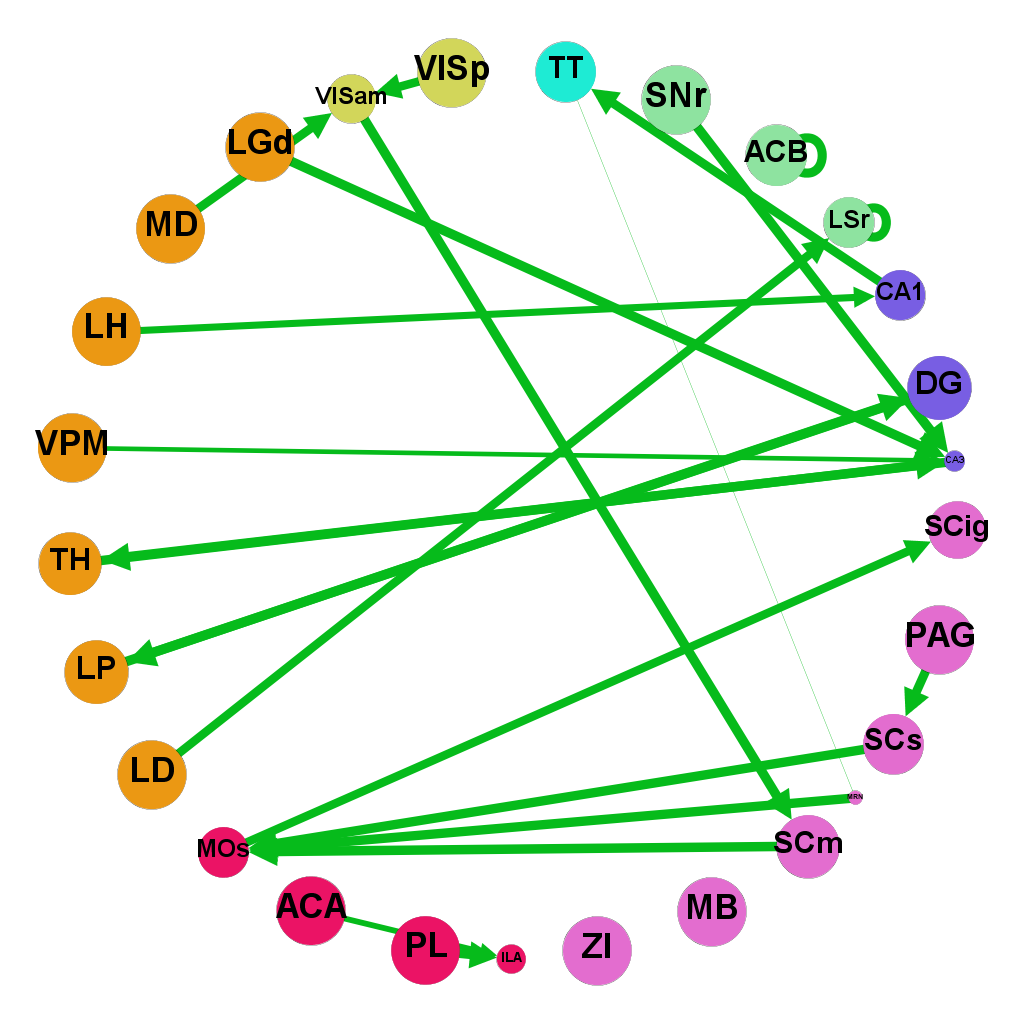 VISp
TT
VISam
SNr
LGd
ACB
MD
LSr
CA1
LH
DG
VPM
CA3
SCig
TH
PAG
LP
SCs
LD
MRN
MOs
SCm
ACA
MB
PL
ZI
ILA